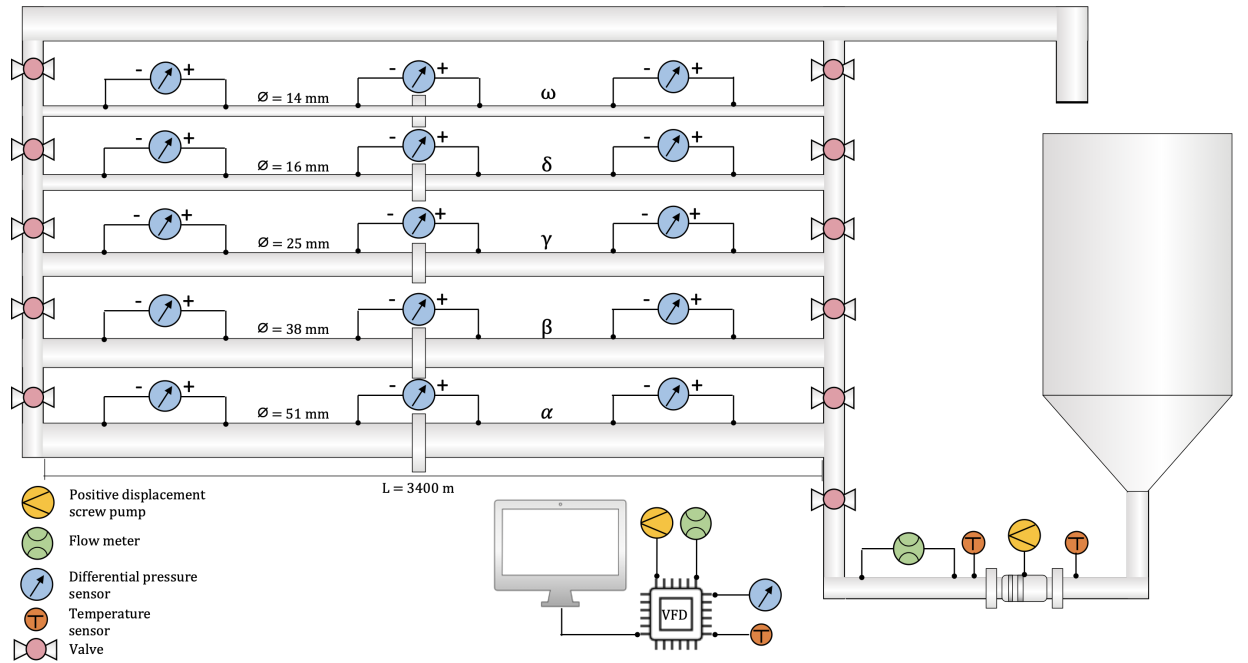 - +
- +
- +
Ø = 14 mm
ω
- +
- +
- +
Ø = 16 mm
δ
- +
- +
- +
Ø = 25 mm
γ
- +
- +
- +
Ø = 38 mm
β
- +
- +
- +
Ø = 51 mm
α
L = 3400 m
Positive displacement
screw pump
Flow meter
Differential pressure
sensor
T
Temperature
sensor
Valve
VFD
T
T
T